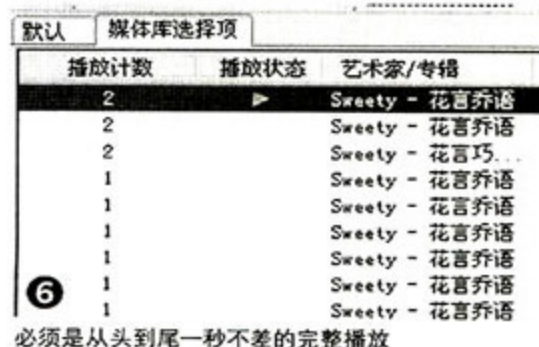 默认 媒体库选择项
播放计数 播放状态 艺术家/专辑
2 Sweety - 花言乔语
2 Sweety - 花言乔语
2 Sweety - 花言巧...
1 Sweety - 花言乔语
1 Sweety - 花言乔语
1 Sweety - 花言乔语
1 Sweety - 花言乔语
1 Sweety - 花言乔语
1 Sweety - 花言乔语
6
必须是从头到尾一秒不差的完整播放